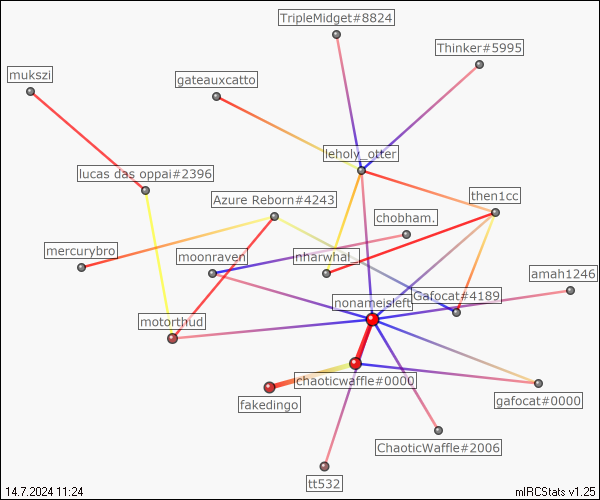 TripleMidget#8824
Thinker#5995
mukszi
gateauxcatto
leholy_otter
lucas das oppai#2396
Azure Reborn#4243
then1cc
chobham.
mercurybro
moonraven
nharwhal_
amah1246
nonameisleft
Gafocat#4189
motorthud
chaoticwaffle#0000
fakedingo
gafocat#0000
ChaoticWaffle#2006
tt532
14.7.2024 11:24
mIRCStats v1.25